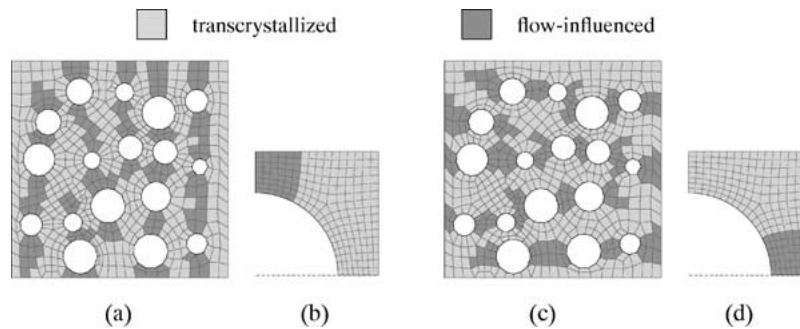 transcrystallized
flow-influenced
(a)
(b)
(c)
(d)